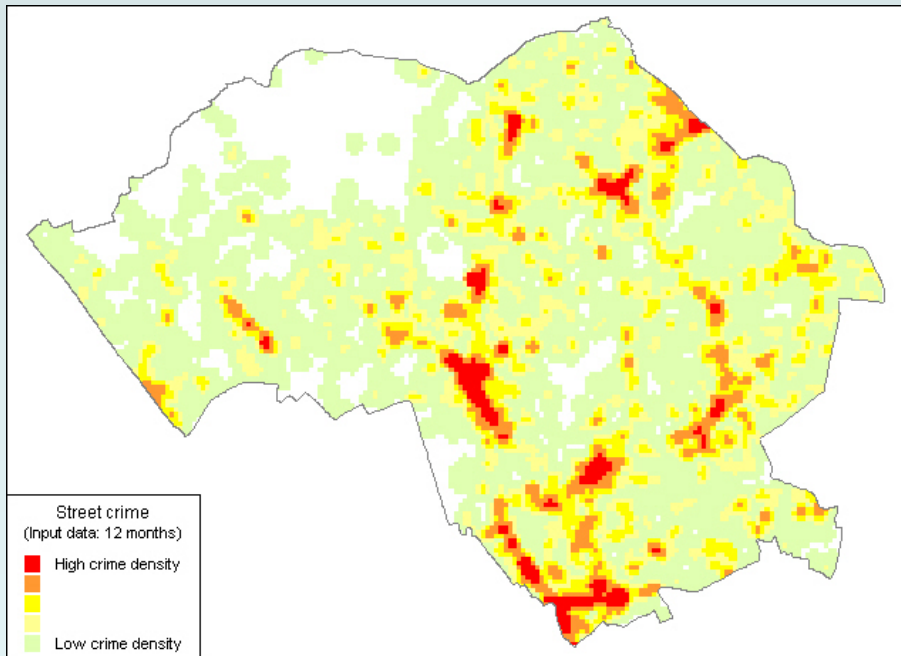 Street crime
(Input data: 12 months)
High crime density
Low crime density